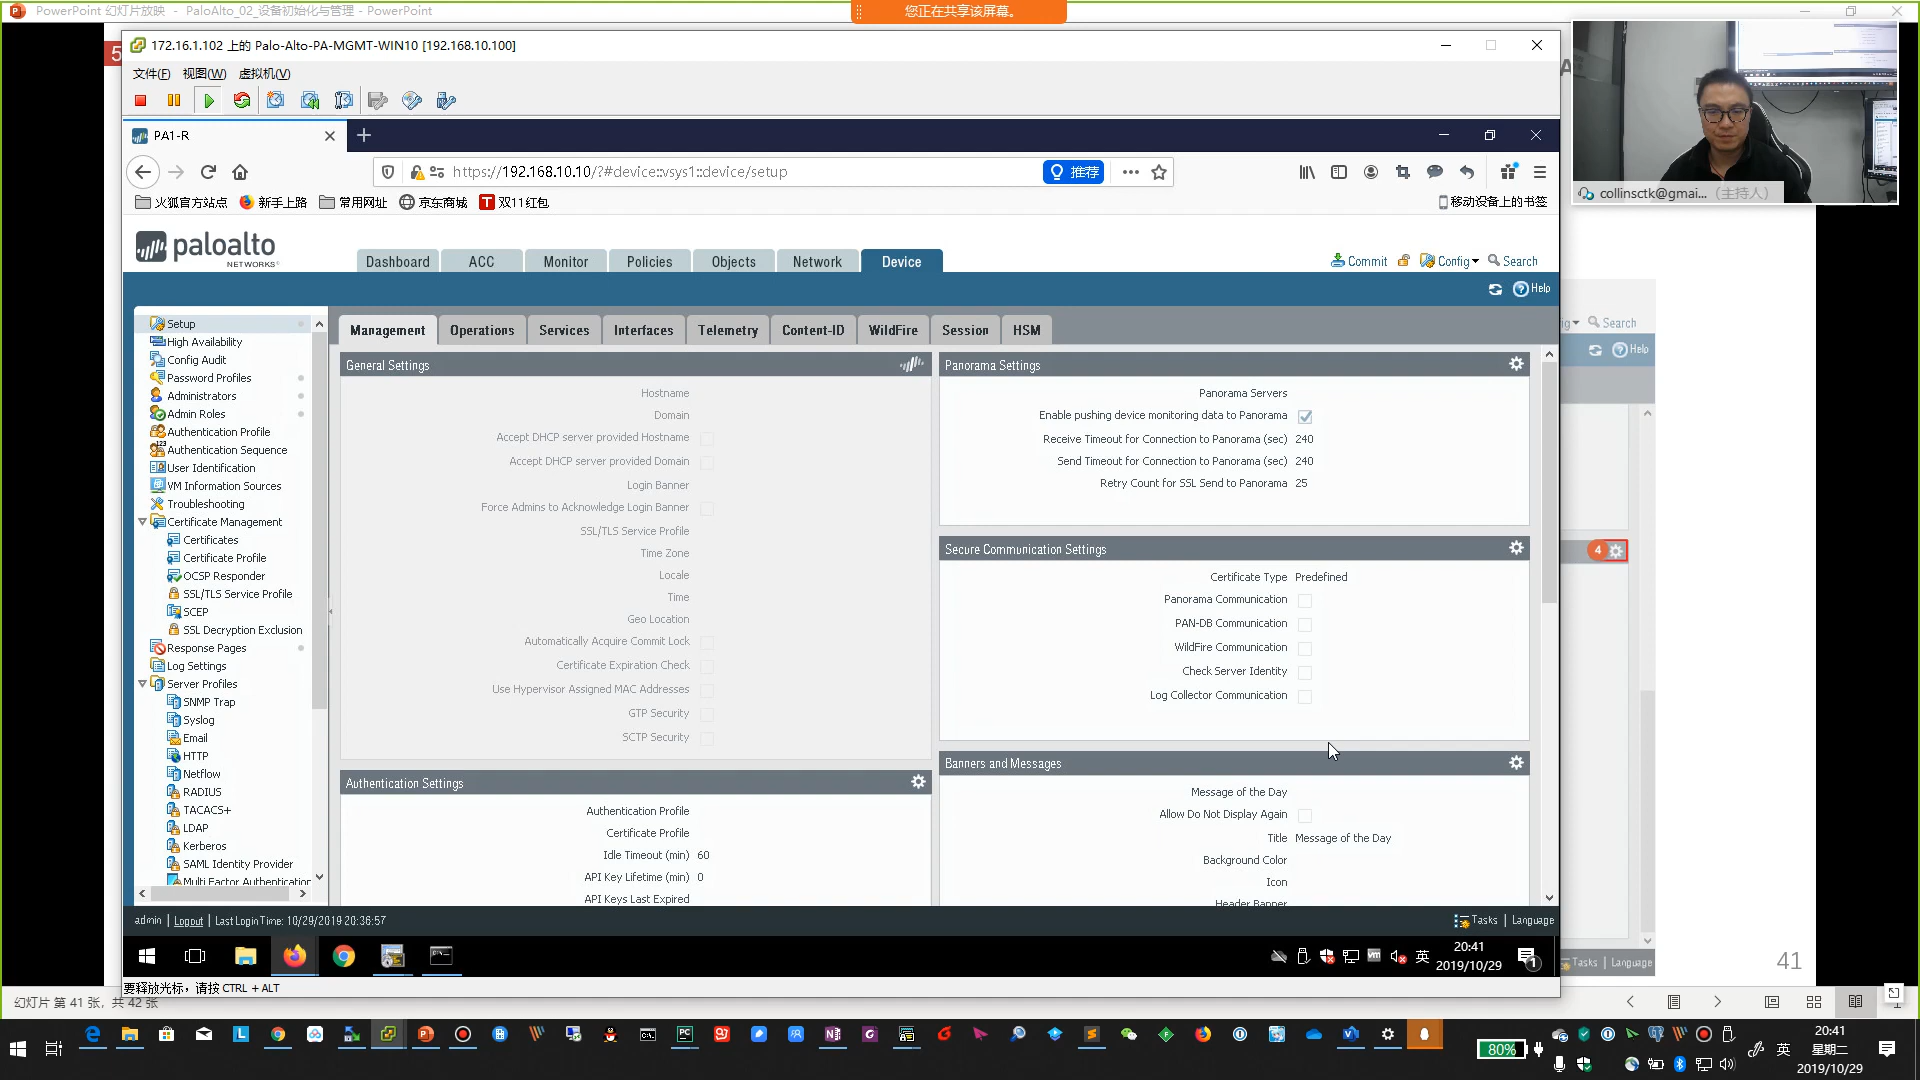 PowerPoint 幻灯片放映 - PaloAlto_02_设备初始化与管理 - PowerPoint
您正在共享该屏幕。
172.16.1.102 上的 Palo-Alto-PA-MGMT-WIN10 [192.168.10.100]
文件(F) 视图(W) 虚拟机(V)
PA1-R
https://192.168.10.10/?#device:vsys1::device/setup
推荐
火狐官方站点 新手上路 常用网址 京东商城 双11红包
移动设备上的书签
collinsctk@gmai... （主持人）
paloalto
NETWORKS
Dashboard ACC Monitor Policies Objects Network Device
Commit Config Search
Help
Management Operations Services Interfaces Telemetry Content-ID WildFire Session HSM
Setup
High Availability
Config Audit
Password Profiles
Administrators
Admin Roles
Authentication Profile
Authentication Sequence
User Identification
VM Information Sources
Troubleshooting
Certificate Management
Certificates
Certificate Profile
OCSP Responder
SSL/TLS Service Profile
SCEP
SSL Decryption Exclusion
Response Pages
Log Settings
Server Profiles
SNMP Trap
Syslog
Email
HTTP
Netflow
RADIUS
TACACS+
LDAP
Kerberos
SAML Identity Provider
Multi Factor Authentication
General Settings
Hostname
Domain
Accept DHCP server provided Hostname
Accept DHCP server provided Domain
Login Banner
Force Admins to Acknowledge Login Banner
SSL/TLS Service Profile
Time Zone
Locale
Time
Geo Location
Automatically Acquire Commit Lock
Certificate Expiration Check
Use Hypervisor Assigned MAC Addresses
GTP Security
SCTP Security
Authentication Settings
Authentication Profile
Certificate Profile
Idle Timeout (min) 60
API Key Lifetime (min) 0
API Keys Last Expired
Panorama Settings
Panorama Servers
Enable pushing device monitoring data to Panorama
Receive Timeout for Connection to Panorama (sec) 240
Send Timeout for Connection to Panorama (sec) 240
Retry Count for SSL Send to Panorama 25
Secure Communication Settings
Certificate Type Predefined
Panorama Communication
PAN-DB Communication
WildFire Communication
Check Server Identity
Log Collector Communication
Banners and Messages
Message of the Day
Allow Do Not Display Again
Title Message of the Day
Background Color
Icon
Header Banner
Search
Help
4
Tasks | Language
41
admin | Logout | Last Login Time: 10/29/2019 20:36:57
Tasks | Language
英
20:41
2019/10/29
1
要释放光标，请按 CTRL + ALT
幻灯片 第 41 张，共 42 张
80%
英
20:41
星期二
2019/10/29